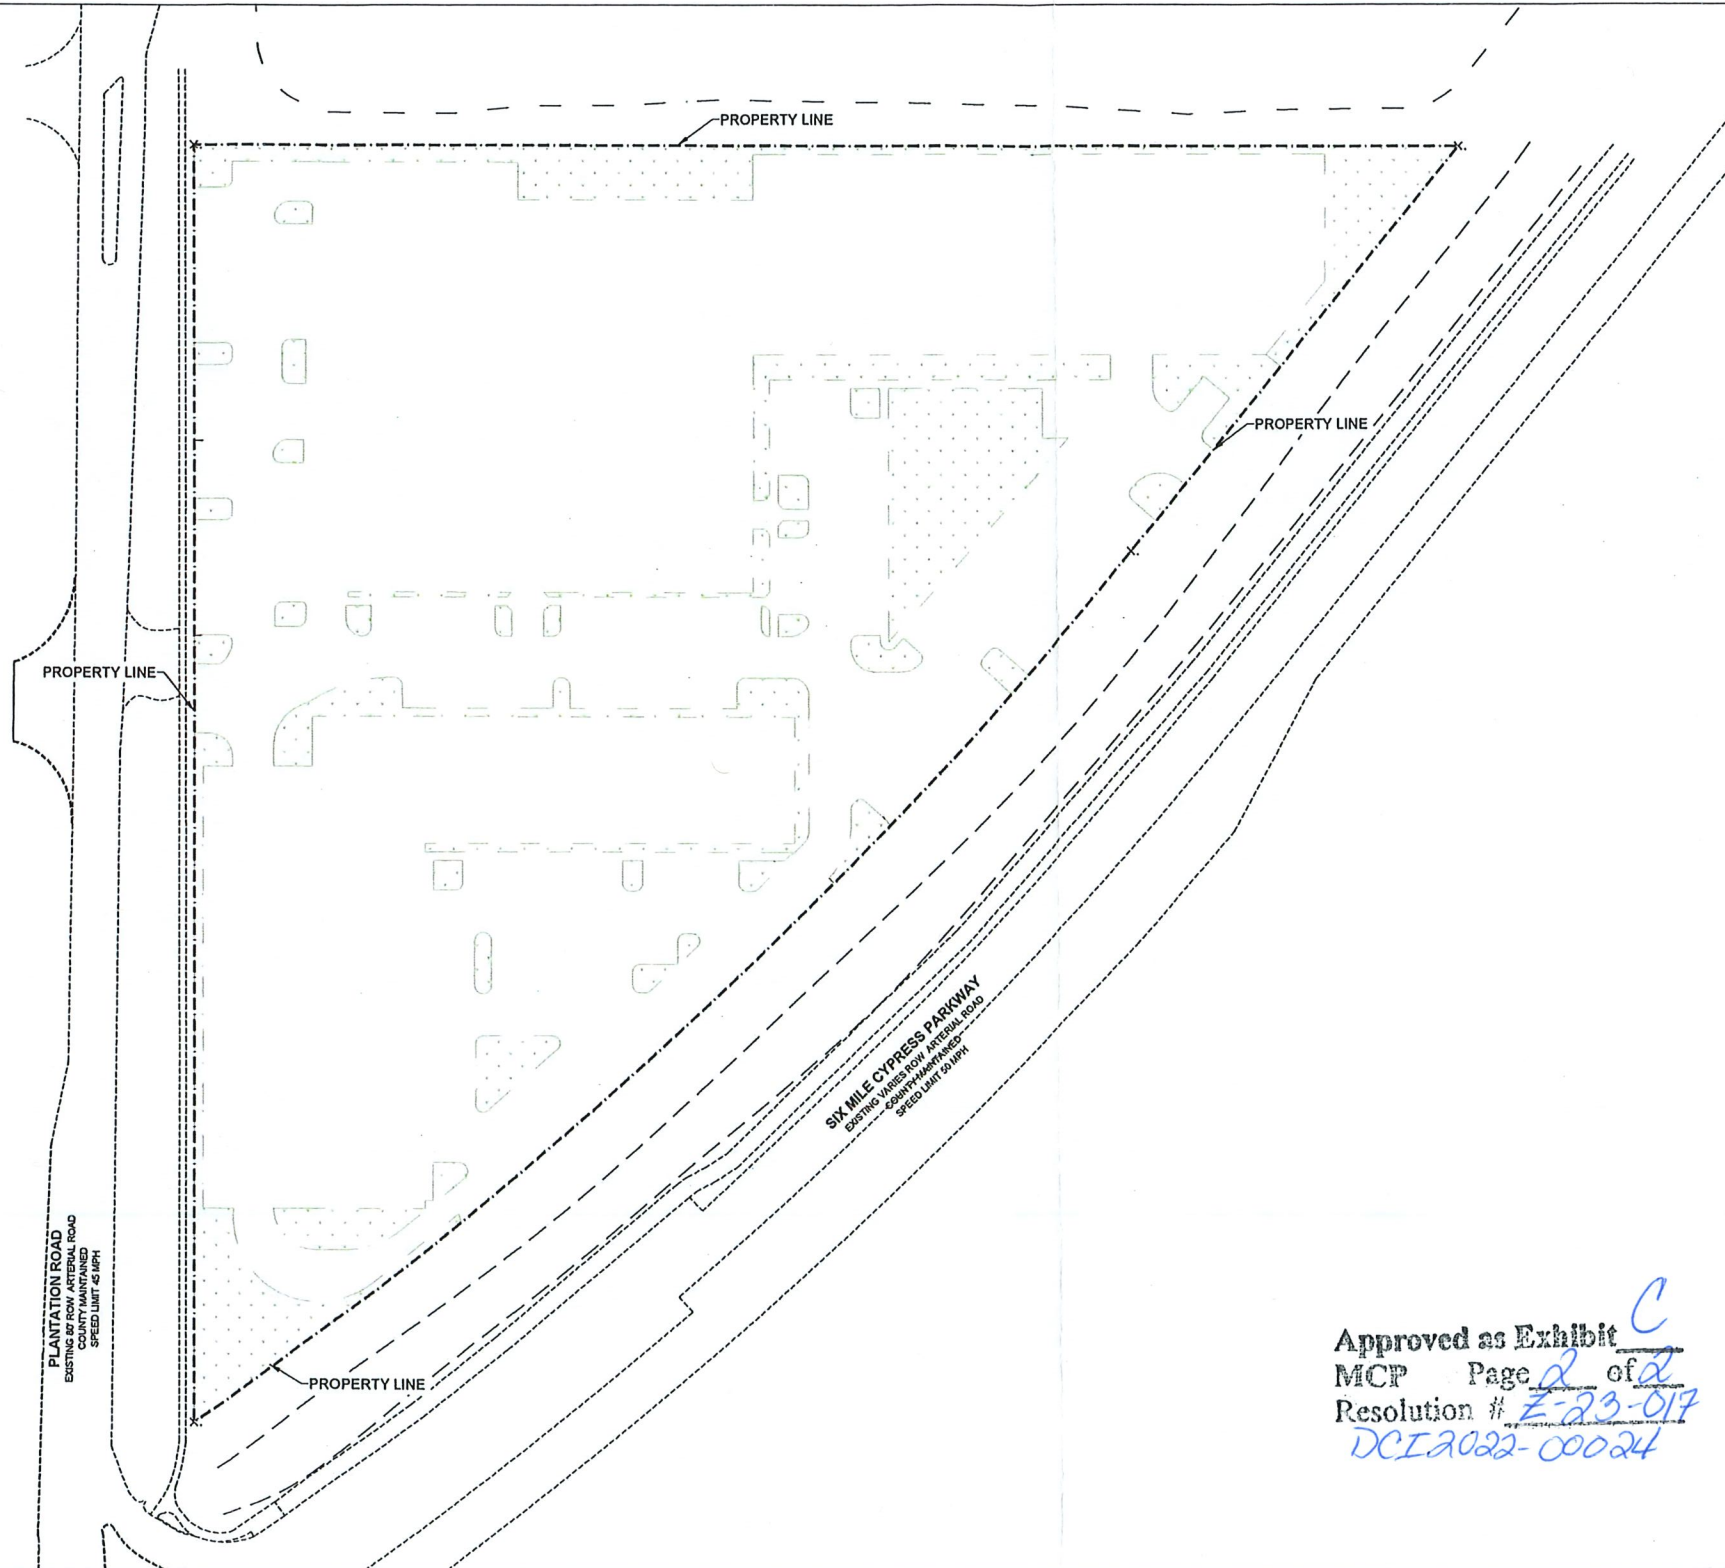 PROPERTY LINE
PROPERTY LINE
PROPERTY LINE
SIX MILE CYPRESS PARKWAY
EXISTING VARIES ROW ARTERIAL ROAD
COUNTY MAINTAINED
SPEED LIMIT 50 MPH
PLANTATION ROAD
EXISTING 80' ROW ARTERIAL ROAD
COUNTY MAINTAINED
SPEED LIMIT 45 MPH
PROPERTY LINE
Approved as Exhibit C
MCP Page 2 of 2
Resolution # Z-23-017
DCI2022-00024